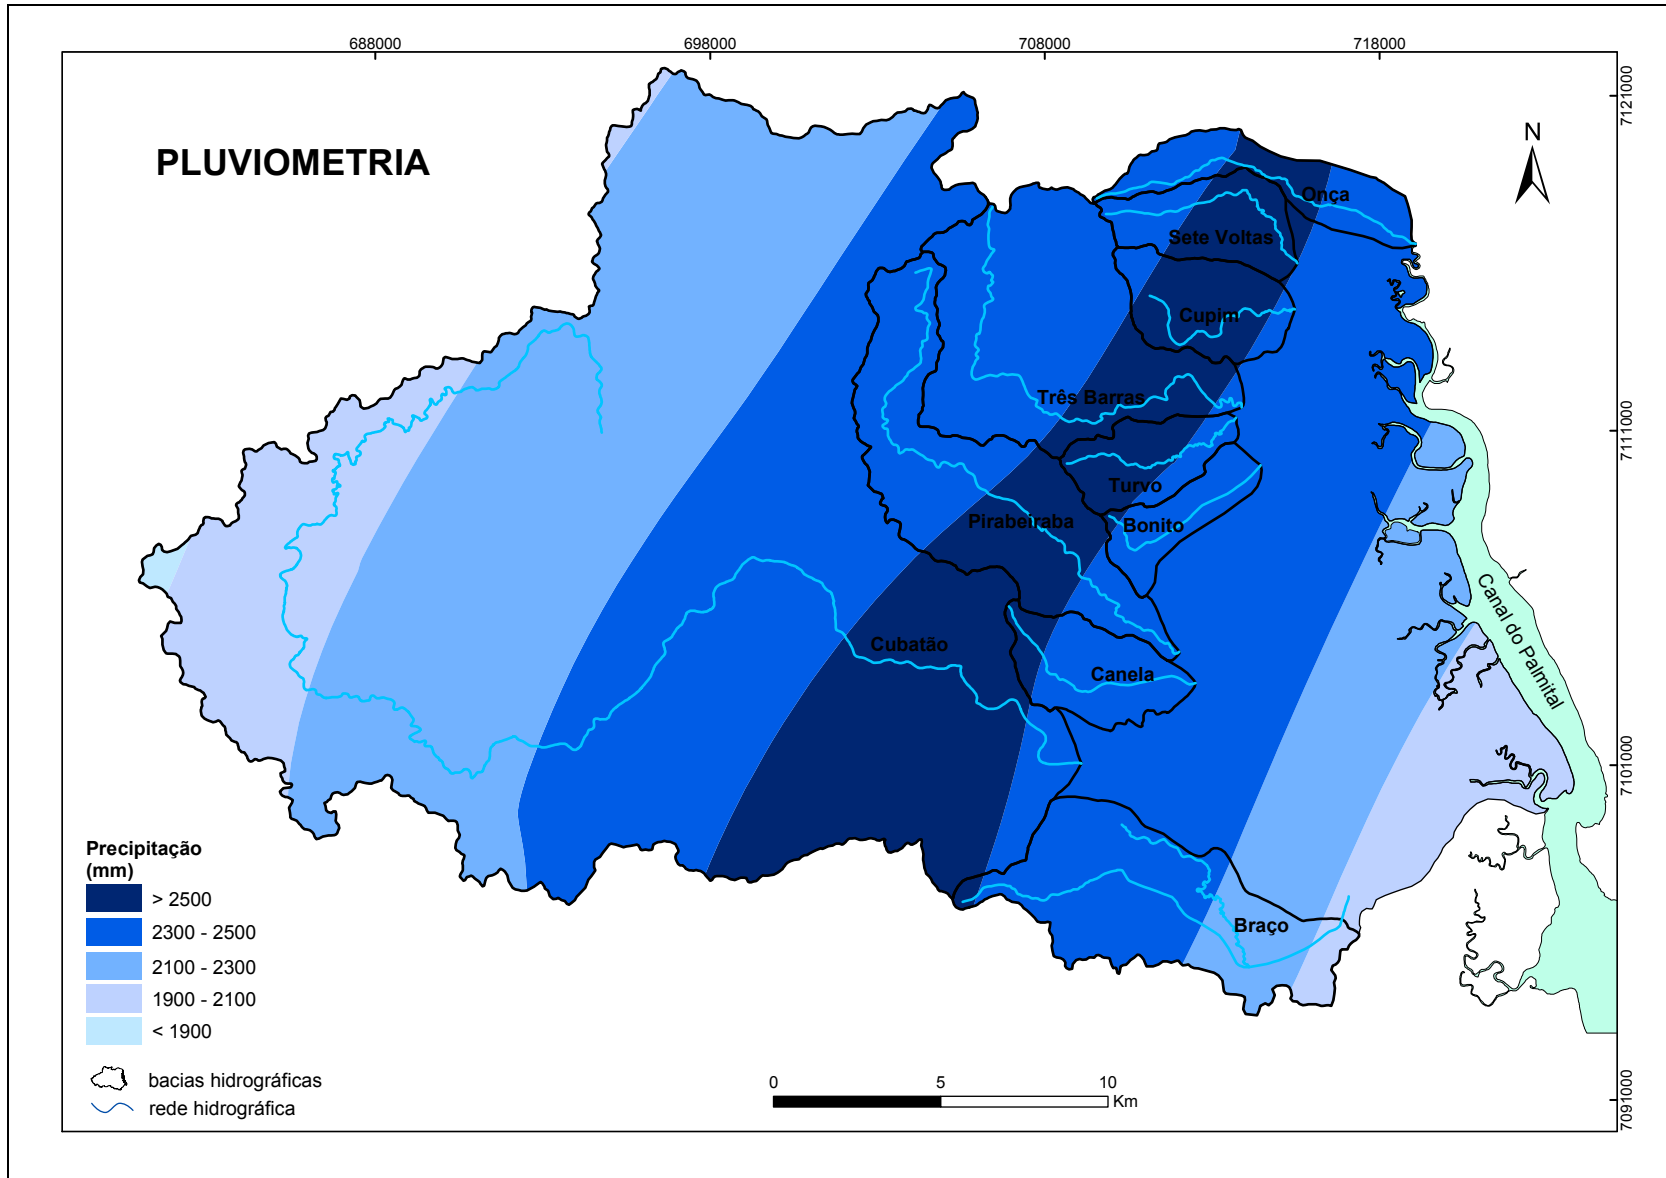 688000
698000
708000
718000
7121000
PLUVIOMETRIA
N
Onça
Sete Voltas
Cupim
Três Barras
7111000
Turvo
Pirabeiraba
Bonito
Canal do Palmital
Cubatão
Canela
7101000
Braço
Precipitação
(mm)
> 2500
2300 - 2500
2100 - 2300
1900 - 2100
< 1900
bacias hidrográficas
rede hidrográfica
0 5 10
Km
7091000